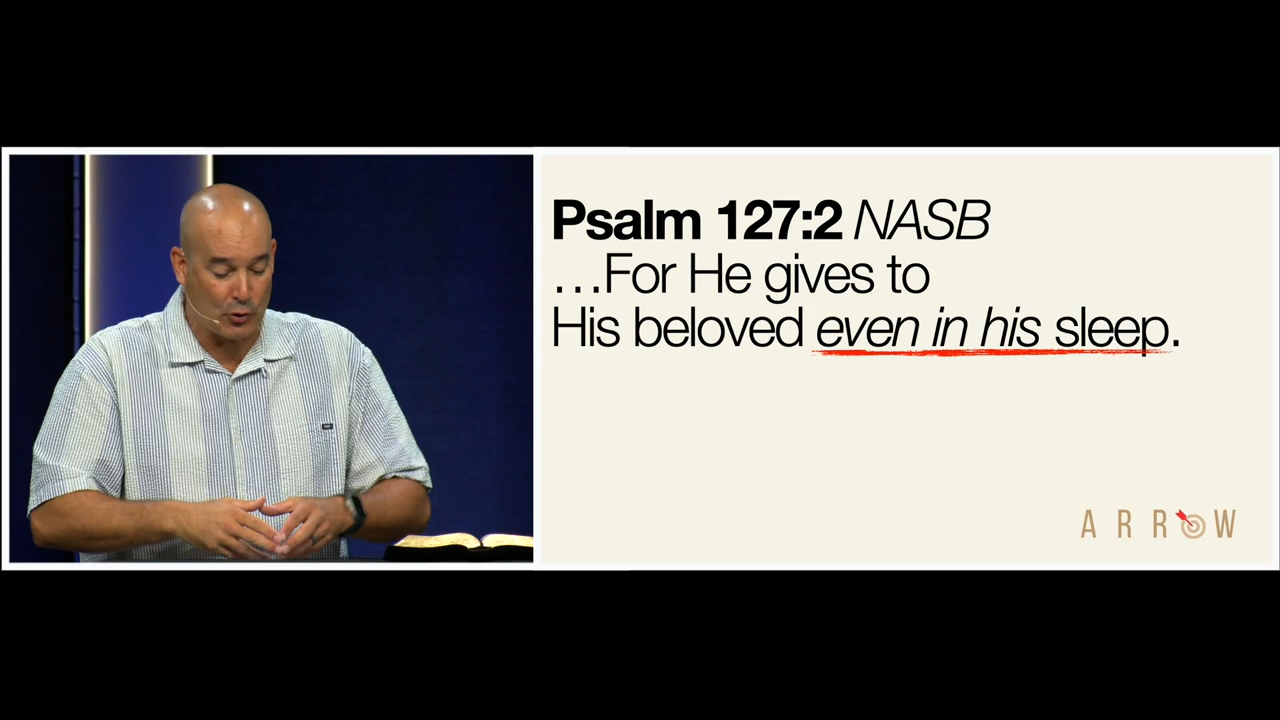 Psalm 127:2 NASB
…For He gives to
His beloved even in his sleep.
ARROW